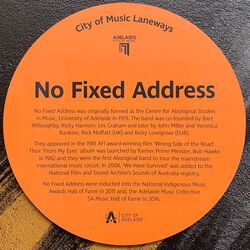 City of Music Laneways
ADELAIDE
No Fixed Address
No Fixed Address was originally formed at the Centre for Aboriginal Studies
in Music, University of Adelaide in 1979. The band was co-founded by Bart
Willoughby, Ricky Harrison, Les Graham and later by John Miller and Veronica
Rankine, Nick Moffatt (UK) and Ricky Lovegrove (EUR).
They appeared in the 1981 AFI award-winning film 'Wrong Side of the Road'.
Their 'From My Eyes' album was launched by former Prime Minster, Bob Hawke
in 1982 and they were the first Aboriginal band to tour the mainstream
music circuit. In 2008, 'We Have Survived' was added to the
National Film and Sound Archive's Sounds of Australia registry.
No Fixed Address were inducted into the National Indigenous Music
Awards Hall of Fame in 2011 and, the Adelaide Music Collective
SA Music Hall of Fame in 2016.
CITY OF
ADELAIDE